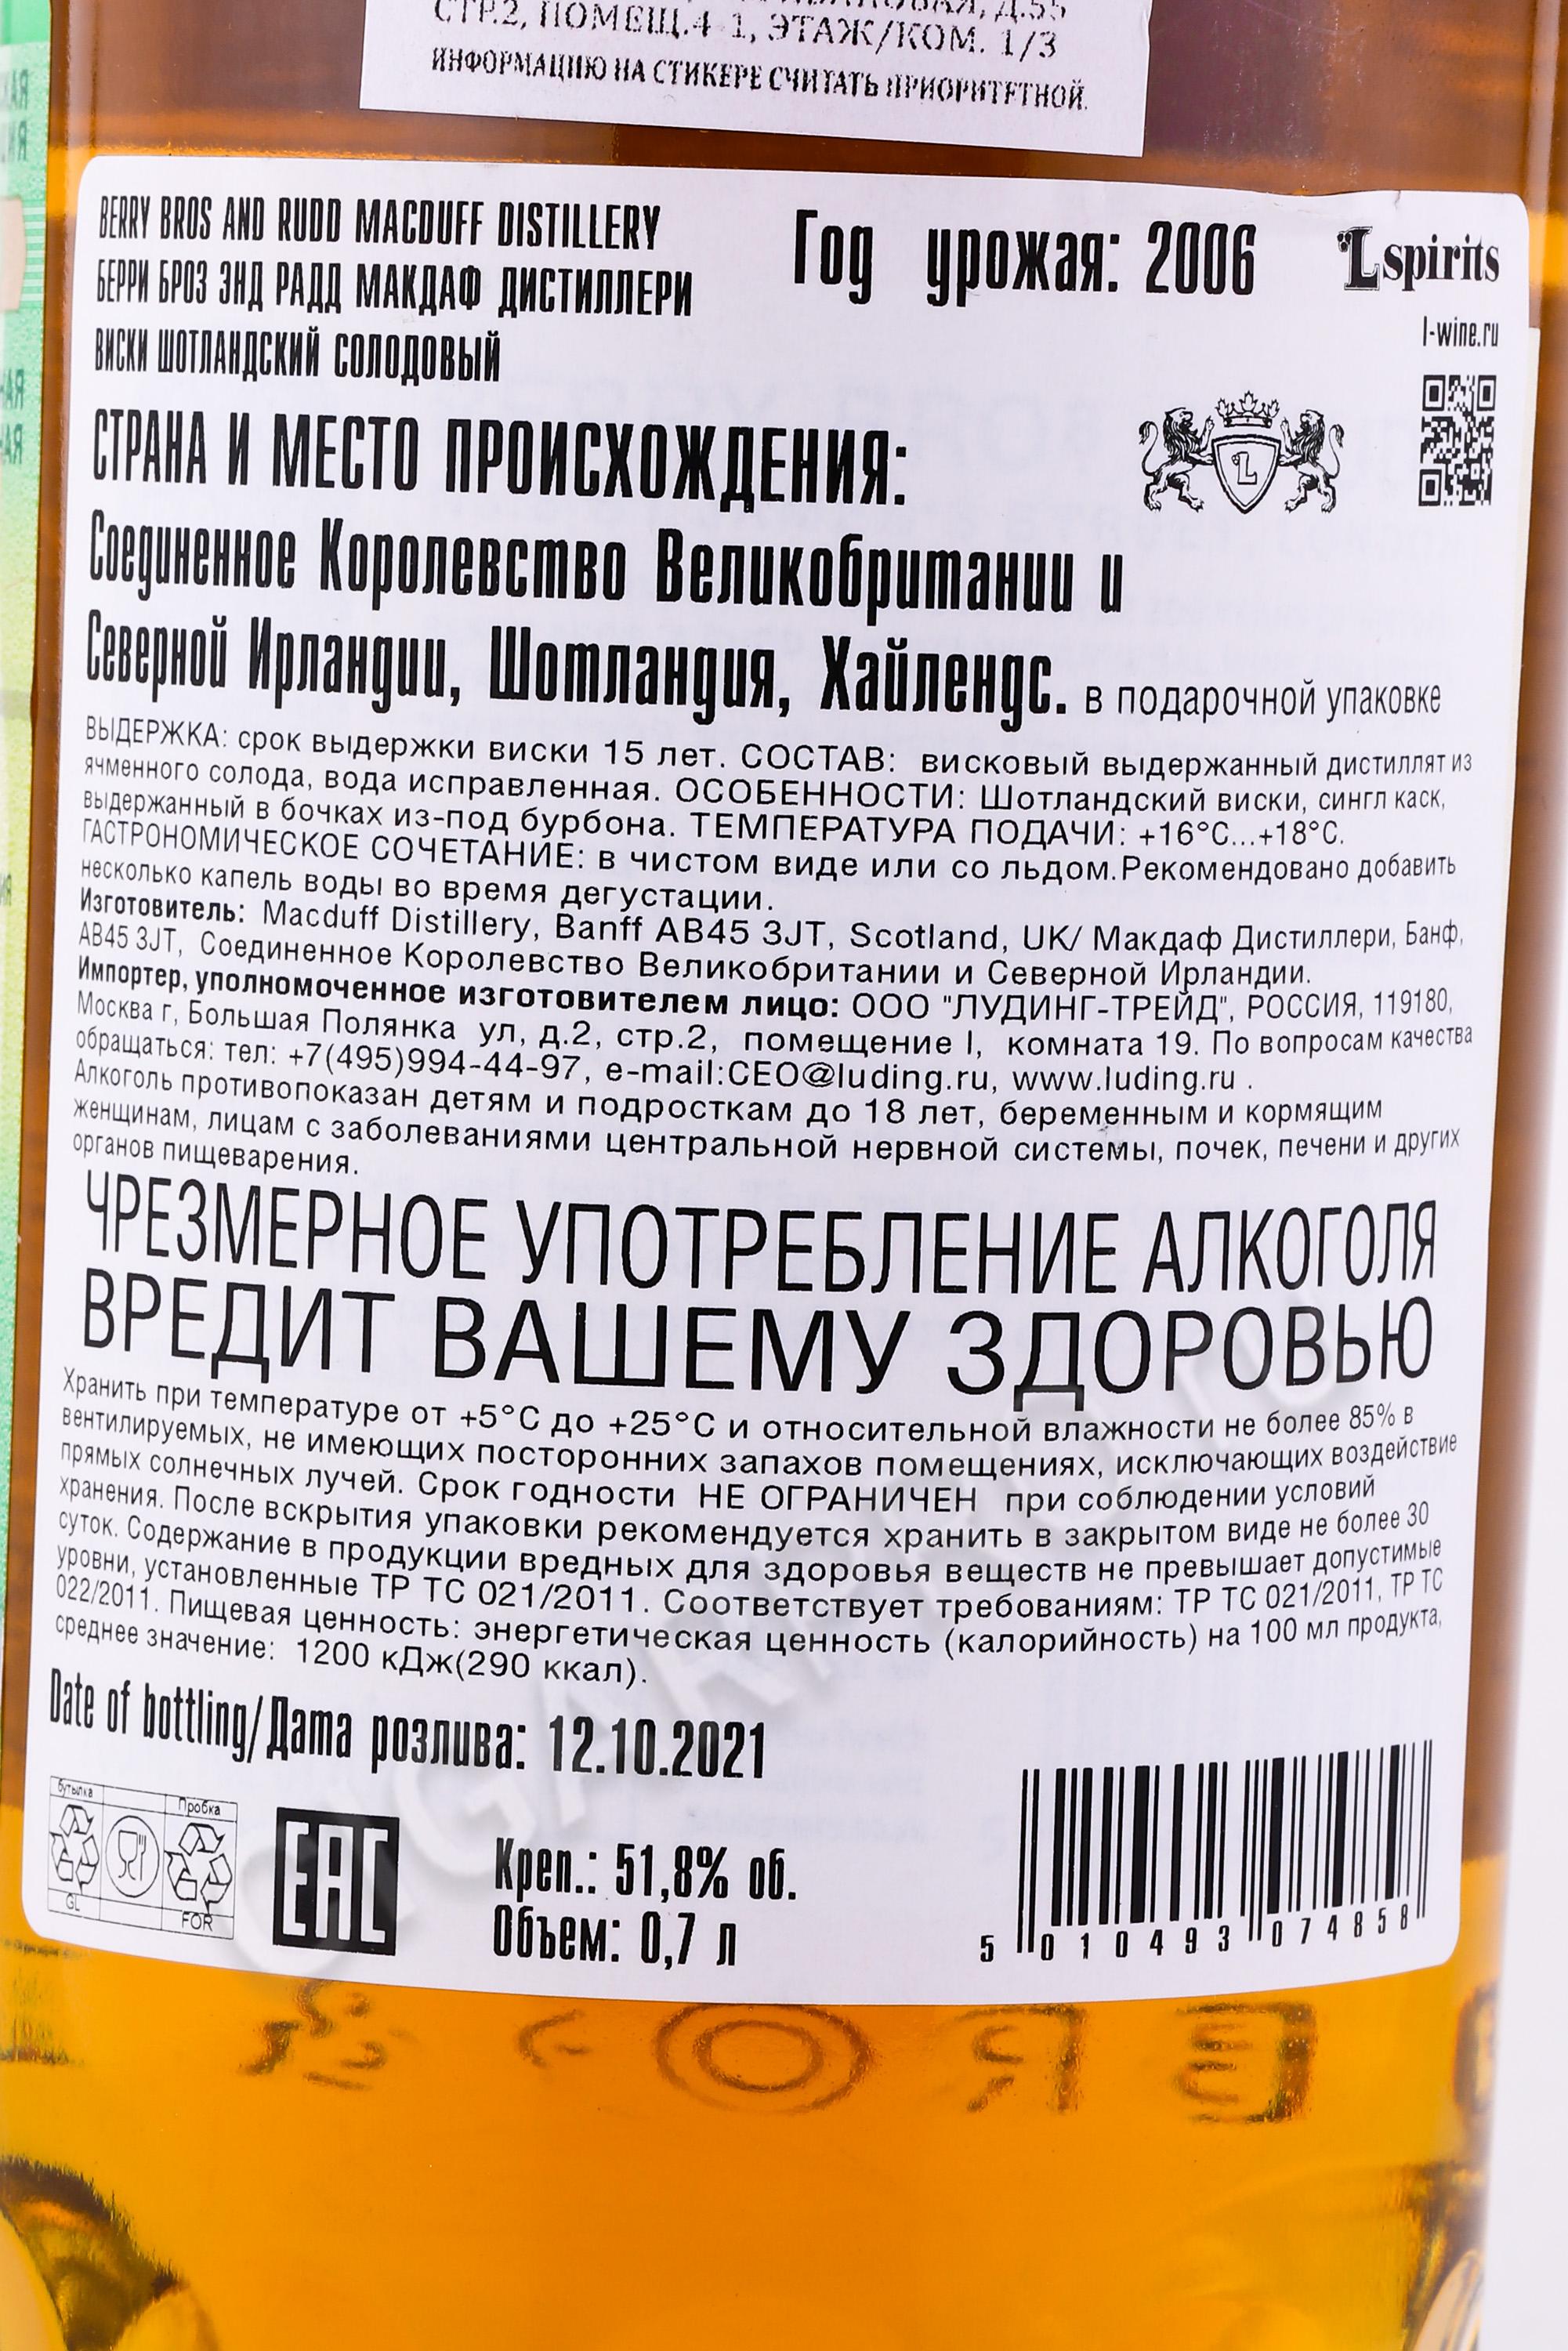 СТР.2, ПОМЕЩ.4-1, ЭТАЖ/КОМ. 1/3
ИНФОРМАЦИЮ НА СТИКЕРЕ СЧИТАТЬ ПРИОРИТЕТНОЙ.
BERRY BROS AND RUDD MACDUFF DISTILLERY
БЕРРИ БРОЗ ЭНД РАДД МАКДАФ ДИСТИЛЛЕРИ
ВИСКИ ШОТЛАНДСКИЙ СОЛОДОВЫЙ
Год урожая: 2006
L spirits
l-wine.ru
L
СТРАНА И МЕСТО ПРОИСХОЖДЕНИЯ:
Соединенное Королевство Великобритании и
Северной Ирландии, Шотландия, Хайлендс. в подарочной упаковке
ВЫДЕРЖКА: срок выдержки виски 15 лет. СОСТАВ: висковый выдержанный дистиллят из
ячменного солода, вода исправленная. ОСОБЕННОСТИ: Шотландский виски, сингл каск,
выдержанный в бочках из-под бурбона. ТЕМПЕРАТУРА ПОДАЧИ: +16°C...+18°C.
ГАСТРОНОМИЧЕСКОЕ СОЧЕТАНИЕ: в чистом виде или со льдом.Рекомендовано добавить
несколько капель воды во время дегустации.
Изготовитель: Macduff Distillery, Banff AB45 3JT, Scotland, UK/ Макдаф Дистиллери, Банф,
AB45 3JT, Соединенное Королевство Великобритании и Северной Ирландии.
Импортер, уполномоченное изготовителем лицо: ООО "ЛУДИНГ-ТРЕЙД", РОССИЯ, 119180,
Москва г, Большая Полянка ул, д.2, стр.2, помещение I, комната 19. По вопросам качества
обращаться: тел: +7(495)994-44-97, e-mail:CEO@luding.ru, www.luding.ru .
Алкоголь противопоказан детям и подросткам до 18 лет, беременным и кормящим
женщинам, лицам с заболеваниями центральной нервной системы, почек, печени и других
органов пищеварения.
ЧРЕЗМЕРНОЕ УПОТРЕБЛЕНИЕ АЛКОГОЛЯ
ВРЕДИТ ВАШЕМУ ЗДОРОВЬЮ
Хранить при температуре от +5°C до +25°C и относительной влажности не более 85% в
вентилируемых, не имеющих посторонних запахов помещениях, исключающих воздействие
прямых солнечных лучей. Срок годности НЕ ОГРАНИЧЕН при соблюдении условий
хранения. После вскрытия упаковки рекомендуется хранить в закрытом виде не более 30
суток. Содержание в продукции вредных для здоровья веществ не превышает допустимые
уровни, установленные ТР ТС 021/2011. Соответствует требованиям: ТР ТС 021/2011, ТР ТС
022/2011. Пищевая ценность: энергетическая ценность (калорийность) на 100 мл продукта,
среднее значение: 1200 кДж(290 ккал).
Date of bottling/Дата розлива: 12.10.2021
бутылка
Пробка
GL
FOR
EAC
Креп.: 51,8% об.
Объем: 0,7 л
5 010493 074858